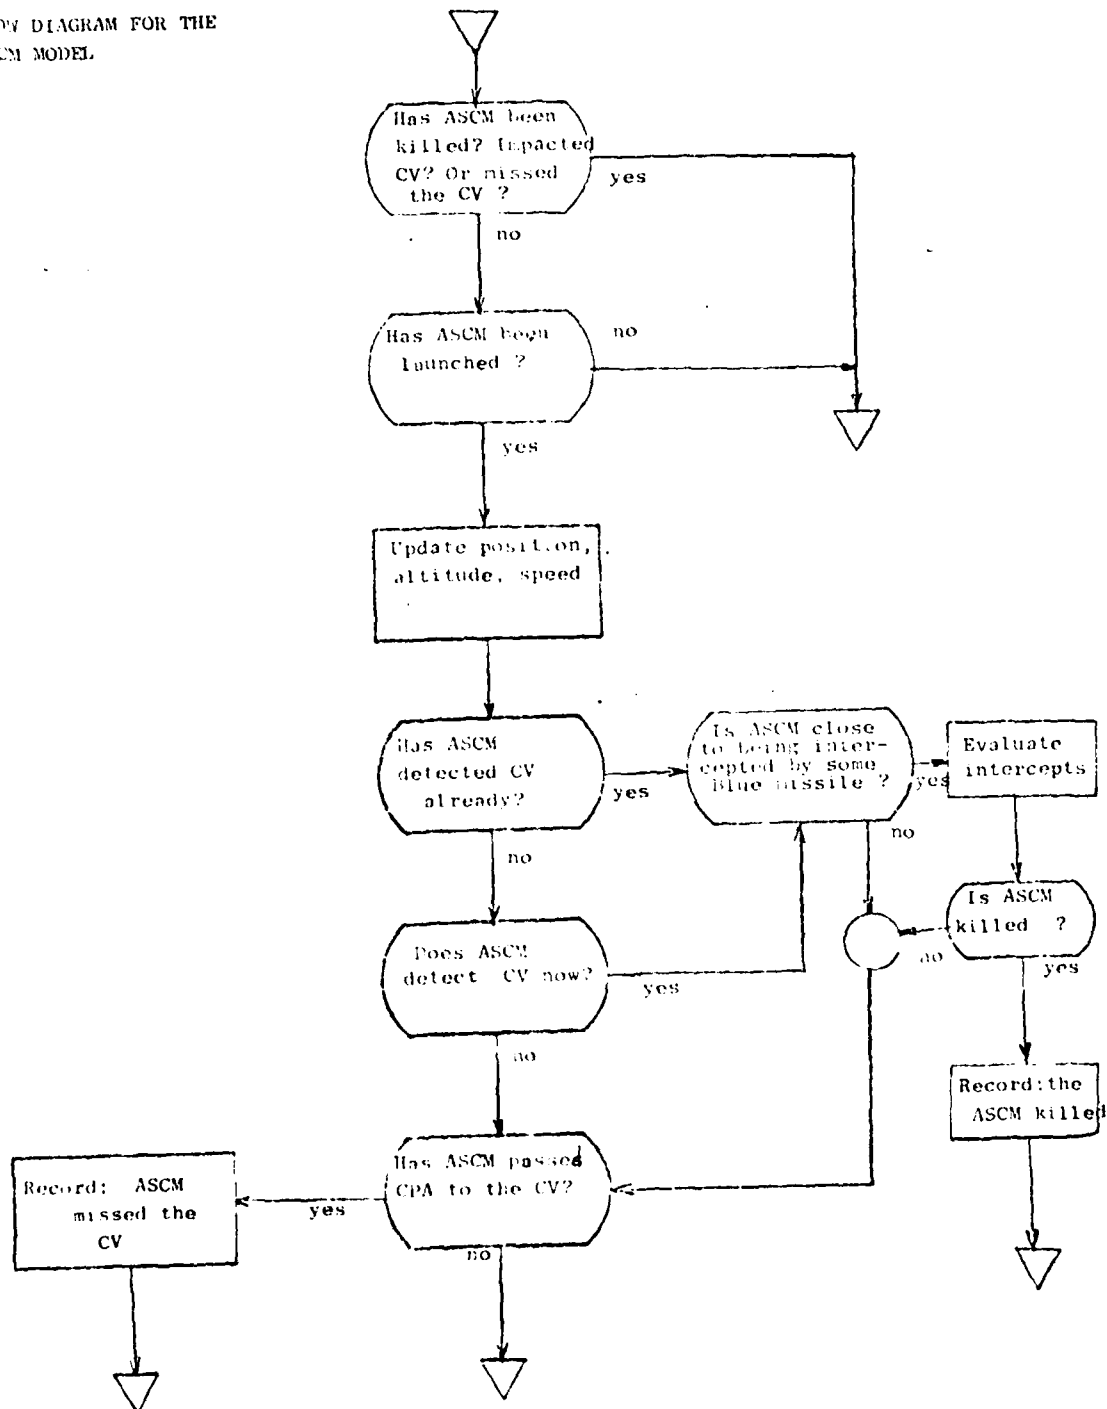 DIAGRAM FOR THE
MODEL
Has ASCM been
killed? Impacted
CV? Or missed
the CV ?
yes
no
Has ASCM been
launched ?
no
yes
Update position,
altitude, speed
Has ASCM
detected CV
already?
yes
no
Is ASCM close
to being inter-
cepted by some
Blue missile ?
yes
no
Evaluate
intercepts
Is ASCM
killed ?
no
yes
Does ASCM
detect CV now?
yes
no
Record:the
ASCM killed
Has ASCM passed
CPA to the CV?
yes
no
Record: ASCM
missed the
CV